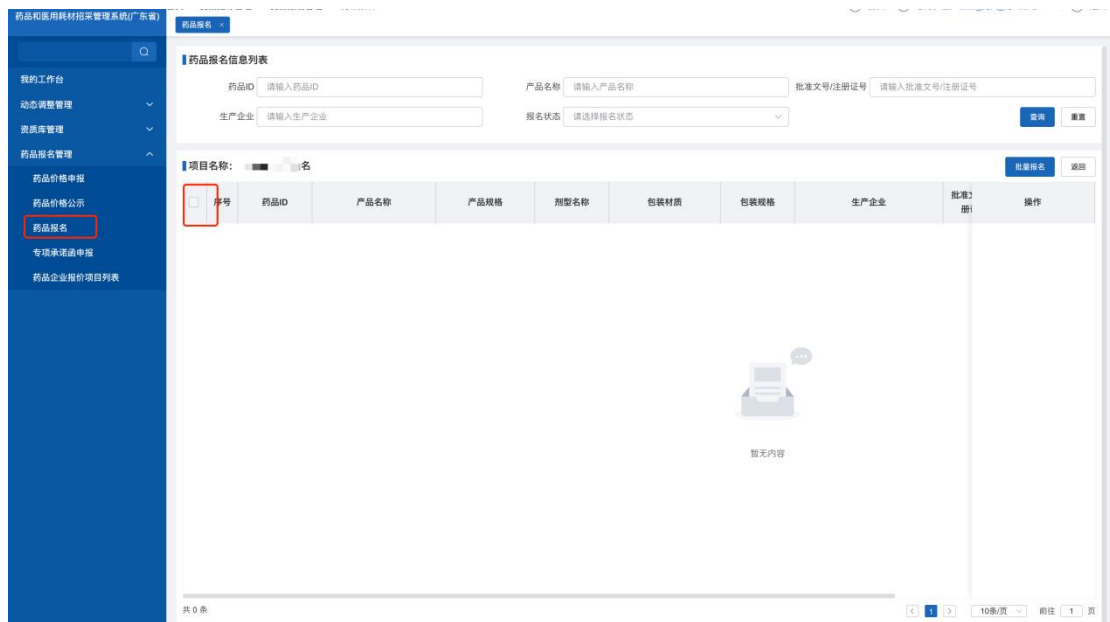 药品和医用耗材招采管理系统(广东省)
药品报名 ×
我的工作台
动态调整管理
资质库管理
药品报名管理
药品价格申报
药品价格公示
药品报名
专项承诺函申报
药品企业报价项目列表
药品报名信息列表
药品ID 请输入药品ID 产品名称 请输入产品名称 批准文号/注册证号 请输入批准文号/注册证号
生产企业 请输入生产企业 报名状态 请选择报名状态 查询 重置
项目名称: 名 批量报名 返回
序号 药品ID 产品名称 产品规格 剂型名称 包装材质 包装规格 生产企业 批准 操作
册
暂无内容
共 0 条 1 10条/页 前往 1 页